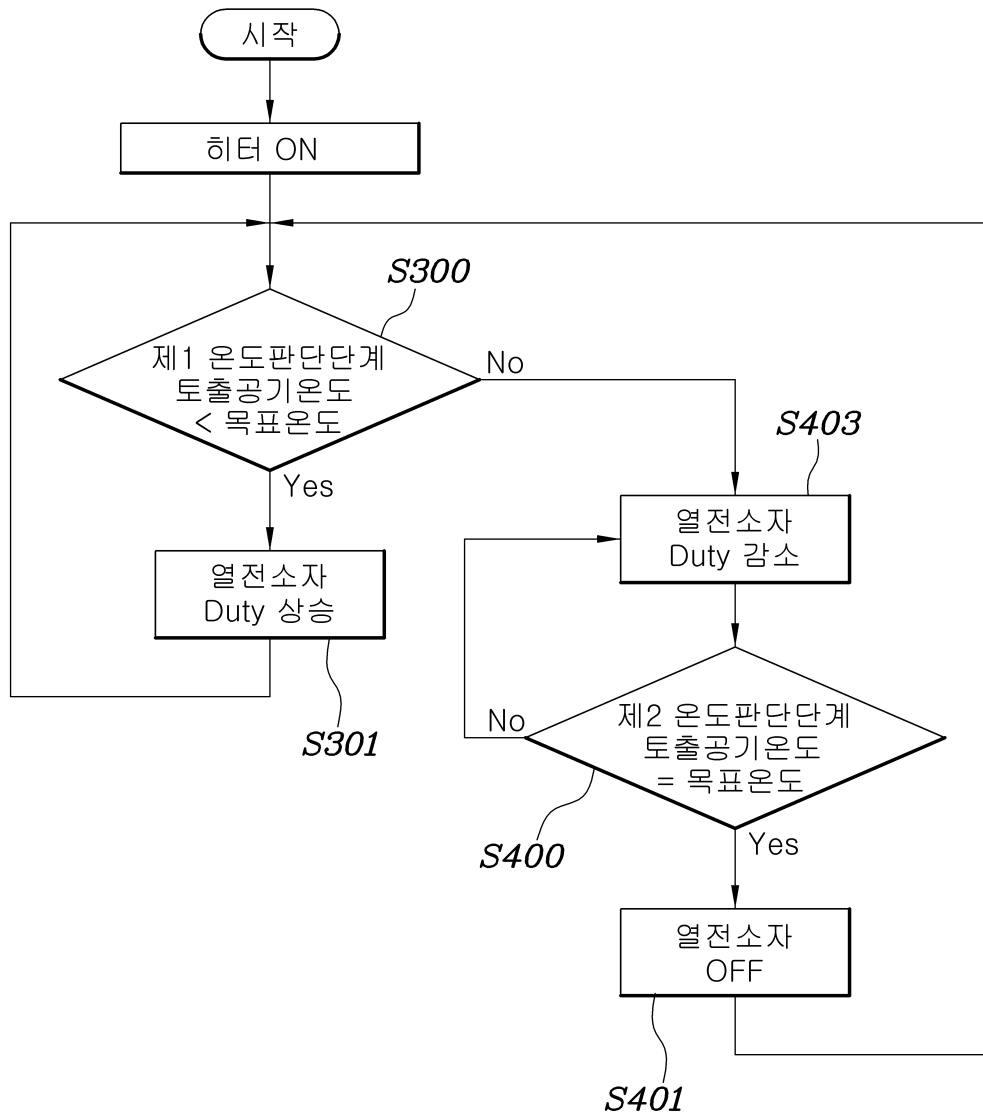 시작
히터 ON
S300
제1 온도판단단계
토출공기온도
< 목표온도
No
Yes
S403
열전소자
Duty 감소
열전소자
Duty 상승
S301
No
제2 온도판단단계
토출공기온도
= 목표온도
S400
Yes
열전소자
OFF
S401